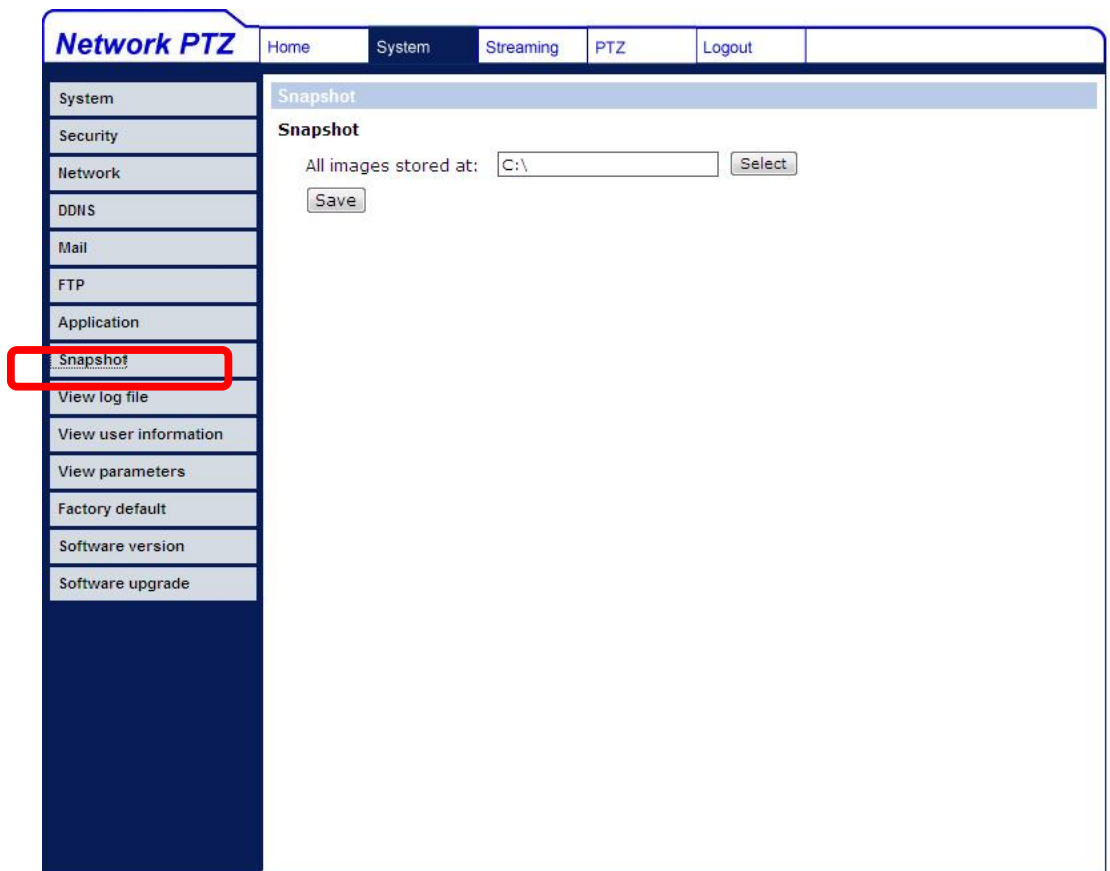 Network PTZ
Home System Streaming PTZ Logout
System
Security
Network
DDNS
Mail
FTP
Application
Snapshot
View log file
View user information
View parameters
Factory default
Software version
Software upgrade
Snapshot
Snapshot
All images stored at: C:\ Select
Save